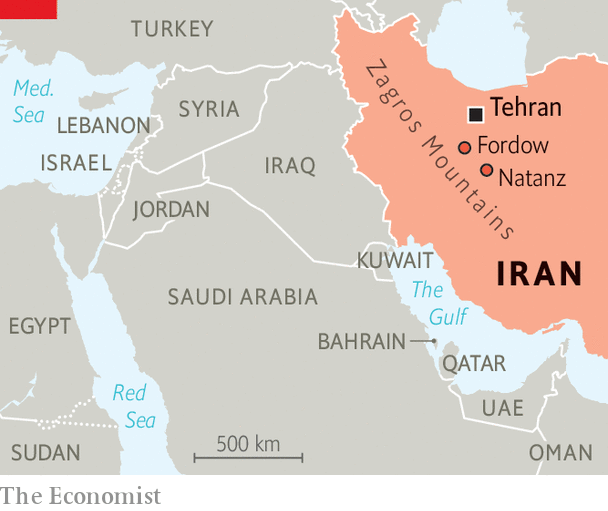 TURKEY
Med.
Sea
SYRIA
LEBANON
ISRAEL
IRAQ
JORDAN
Zagros Mountains
Tehran
Fordow
Natanz
IRAN
KUWAIT
The
Gulf
SAUDI ARABIA
EGYPT
BAHRAIN
QATAR
Red
Sea
UAE
500 km
SUDAN
OMAN
The Economist